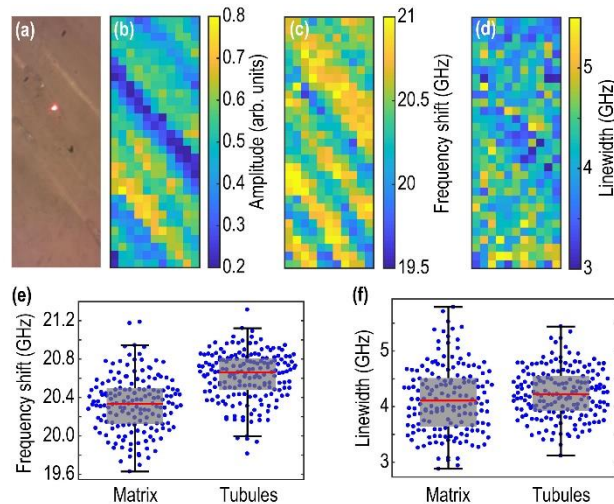 (a)
(b)
0.8
0.7
0.6
0.5
0.4
0.3
0.2
Amplitude (arb. units)
(c)
21
20.5
20
19.5
Frequency shift (GHz)
(d)
5
4
3
Linewidth (GHz)
(e)
Frequency shift (GHz)
21.2
20.8
20.4
20.0
19.6
Matrix
Tubules
(f)
Linewidth (GHz)
5
4
3
Matrix
Tubules